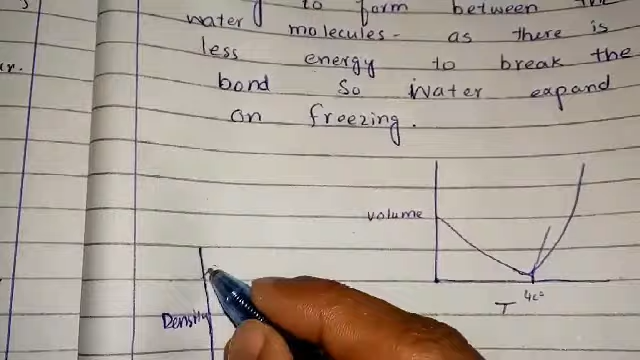 to form between the
water molecules- as there is
less energy to break the
bond so water expand
on freezing.
ur.
volume
4c°
T
Density